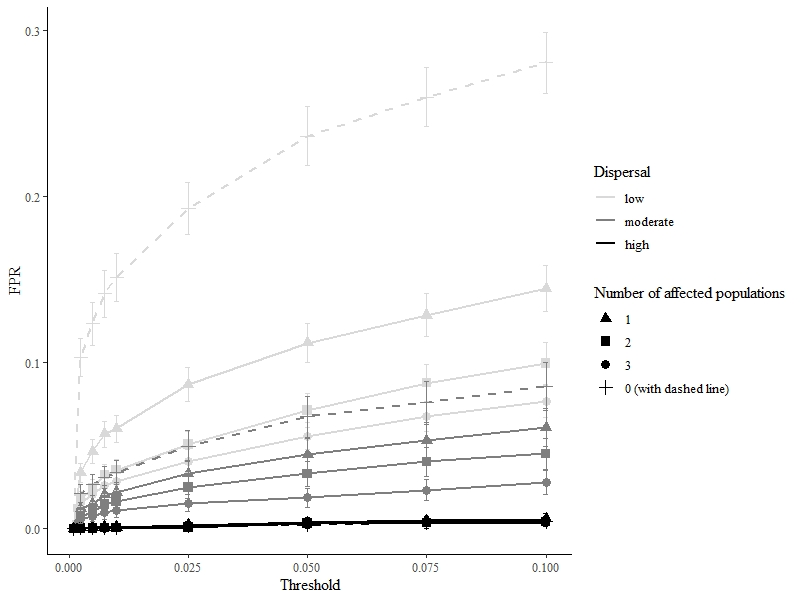 0.3
0.2
0.1
0.0
FPR
0.000
0.025
0.050
0.075
0.100
Threshold
Dispersal
low
moderate
high
Number of affected populations
1
2
3
0 (with dashed line)